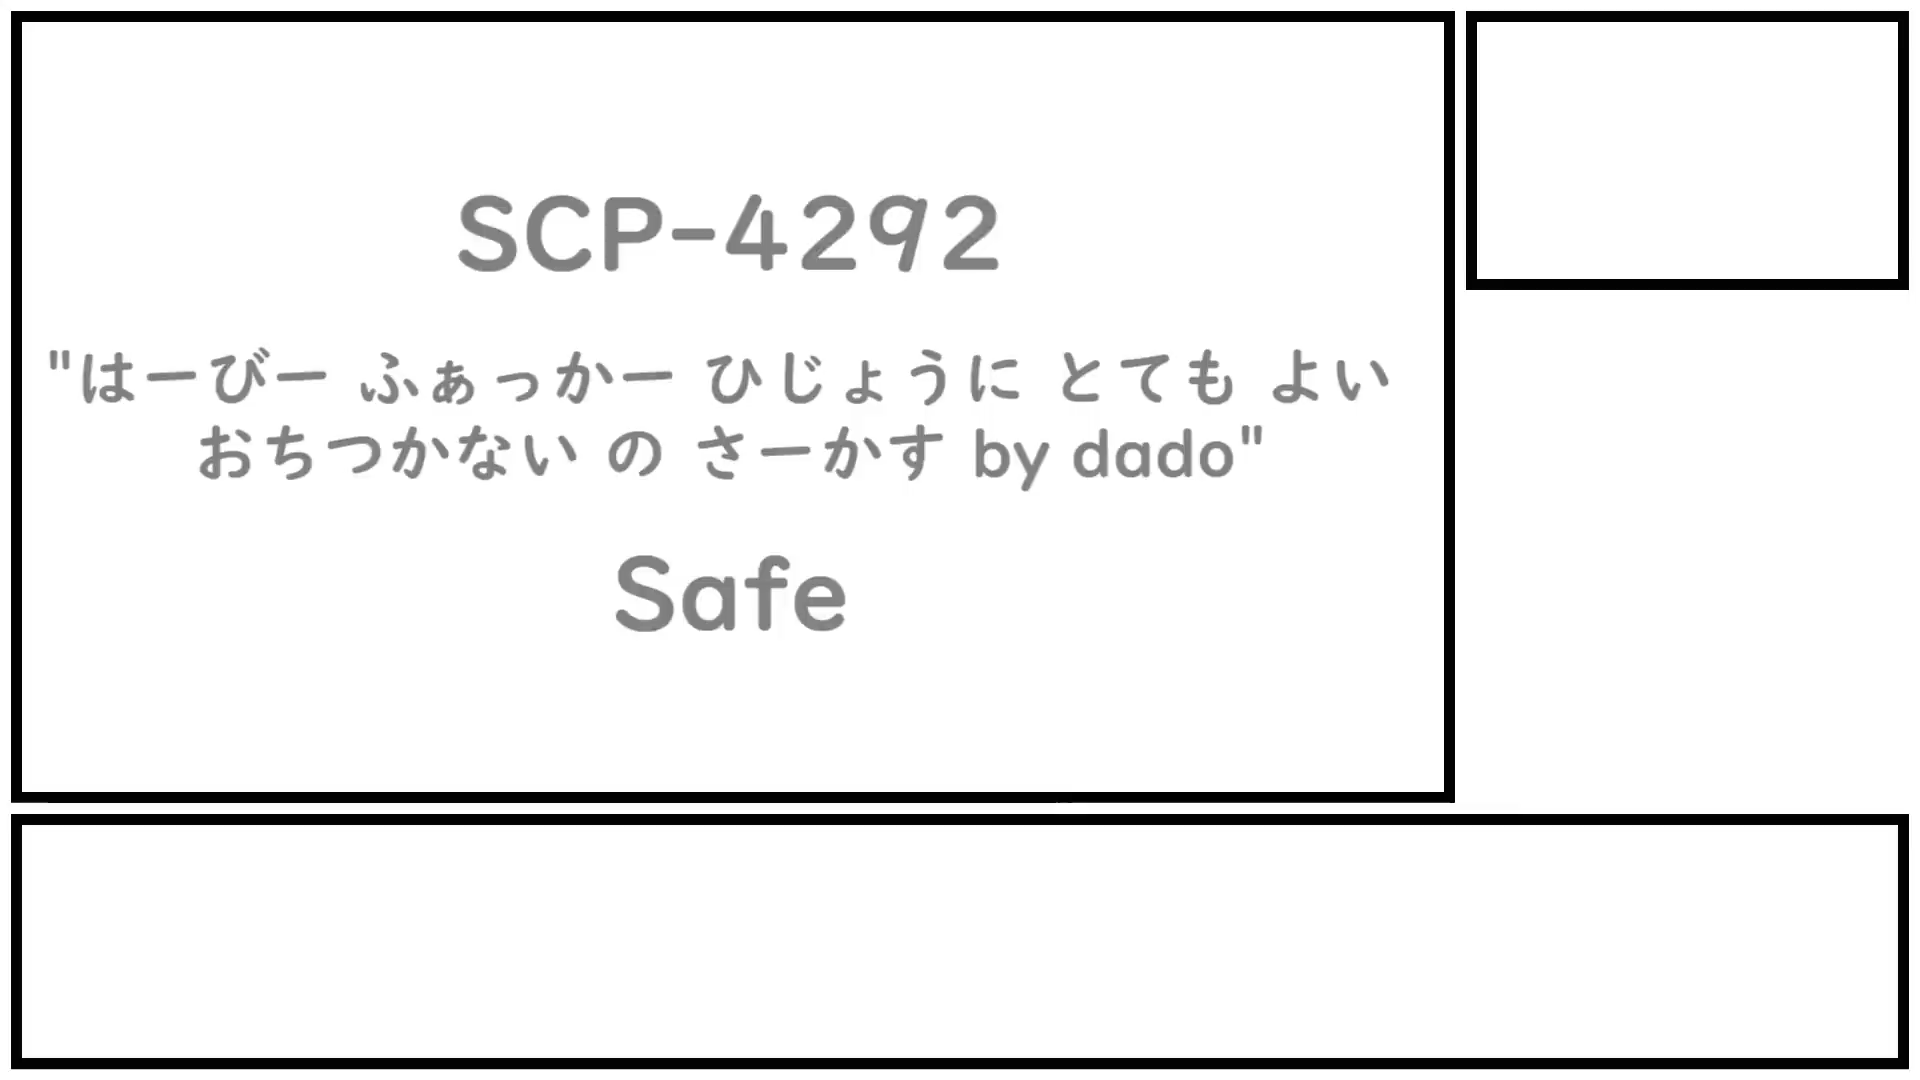 SCP-4292
"はーびー ふぁっかー ひじょうに とても よい
おちつかない の さーかす by dado"
Safe